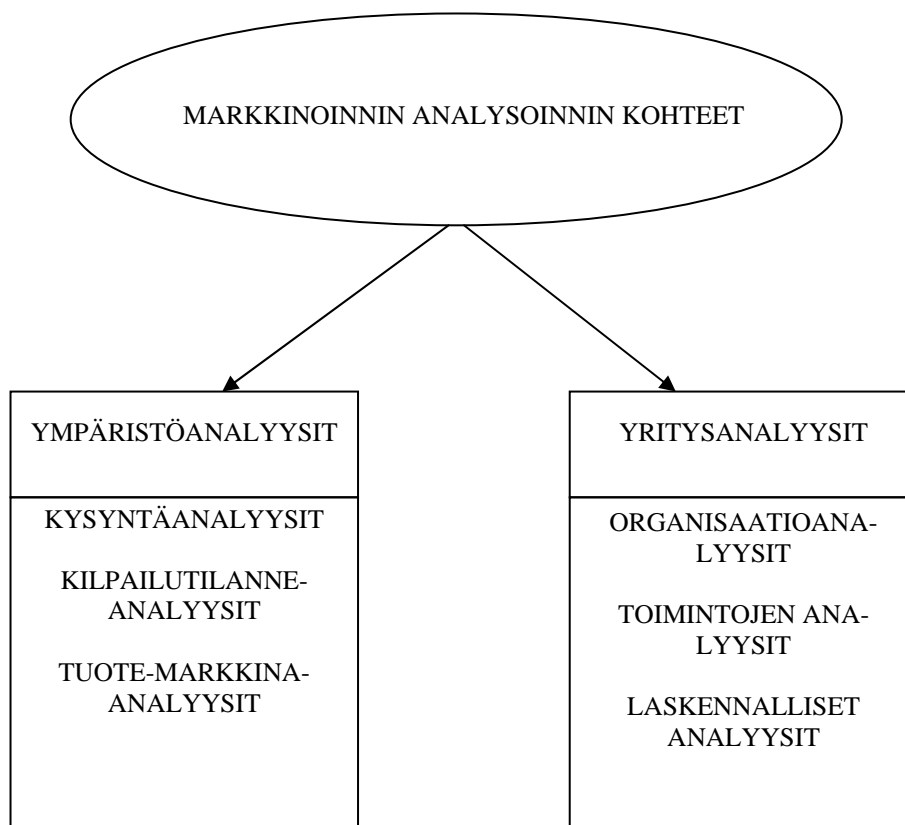 MARKKINOINNIN ANALYSOINNIN KOHTEET
YMPÄRISTÖANALYYSIT
KYSYNTÄANALYYSIT
KILPAILUTILANNE-
ANALYYSIT
TUOTE-MARKKINA-
ANALYYSIT
YRITYSANALYYSIT
ORGANISAATIOANA-
LYYSIT
TOIMINTOJEN ANA-
LYYSIT
LASKENNALLISET
ANALYYSIT